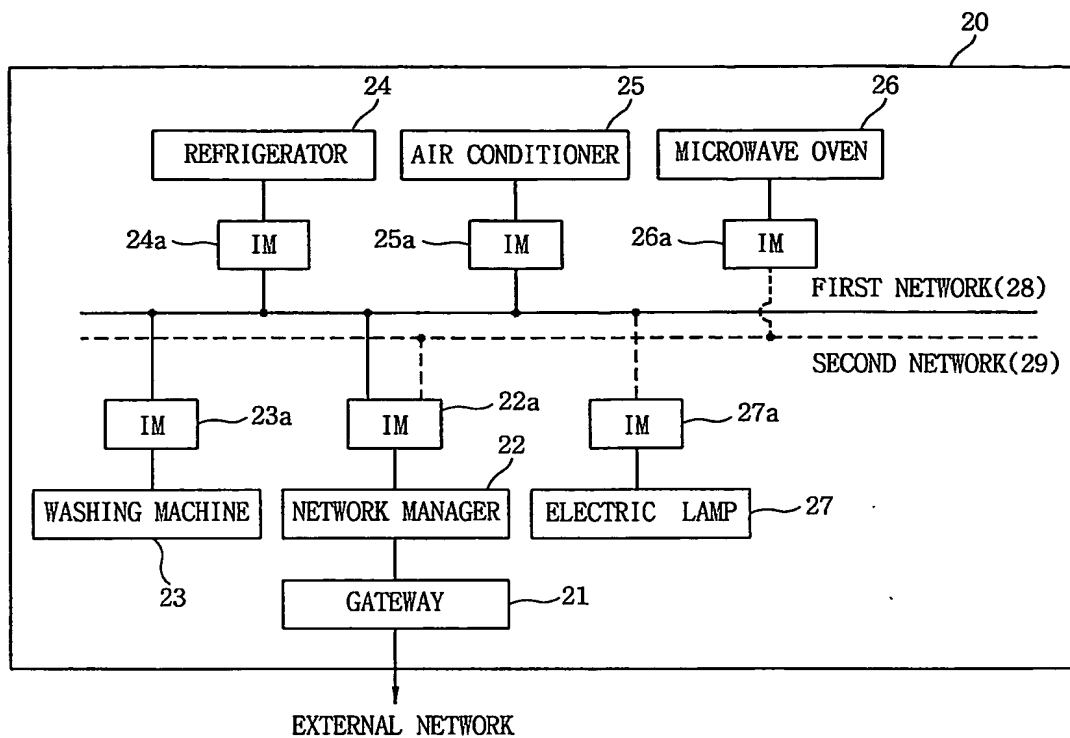 20
24
25
26
REFRIGERATOR
AIR CONDITIONER
MICROWAVE OVEN
24a
IM
25a
IM
26a
IM
FIRST NETWORK(28)
SECOND NETWORK(29)
IM
23a
IM
22a
IM
27a
22
WASHING MACHINE
NETWORK MANAGER
ELECTRIC LAMP
27
23
GATEWAY
21
EXTERNAL NETWORK